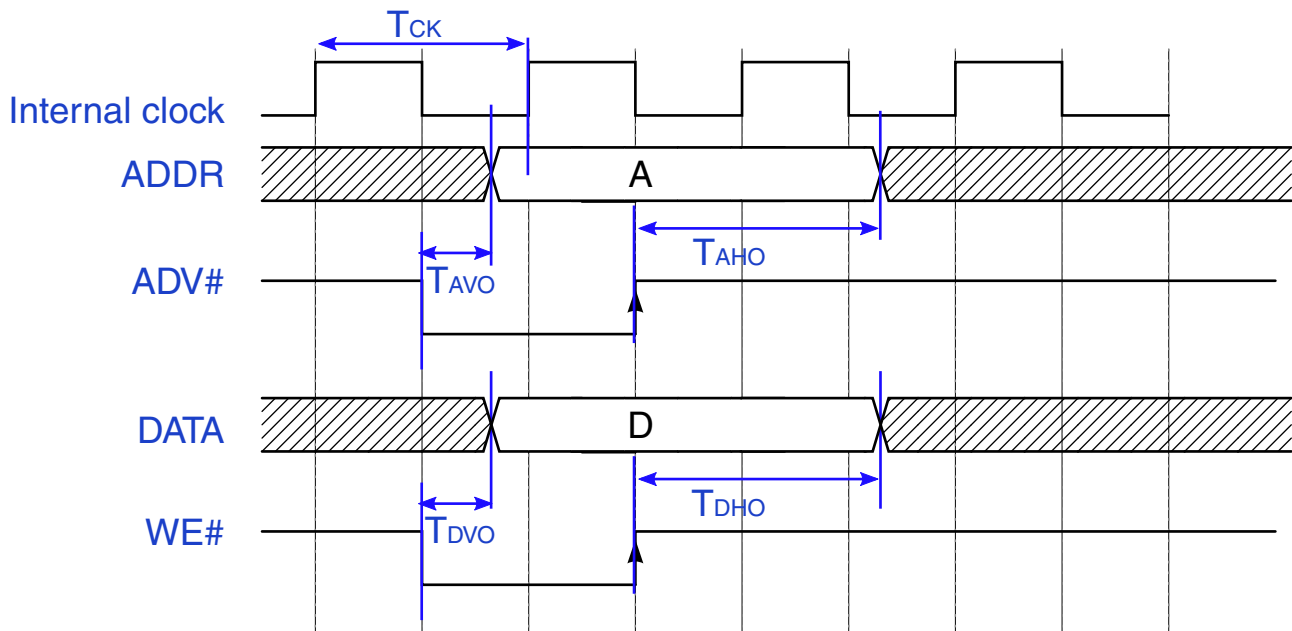 TCK
Internal clock
ADDR
A
TAHO
ADV#
TAVO
DATA
D
TDHO
WE#
TDVO